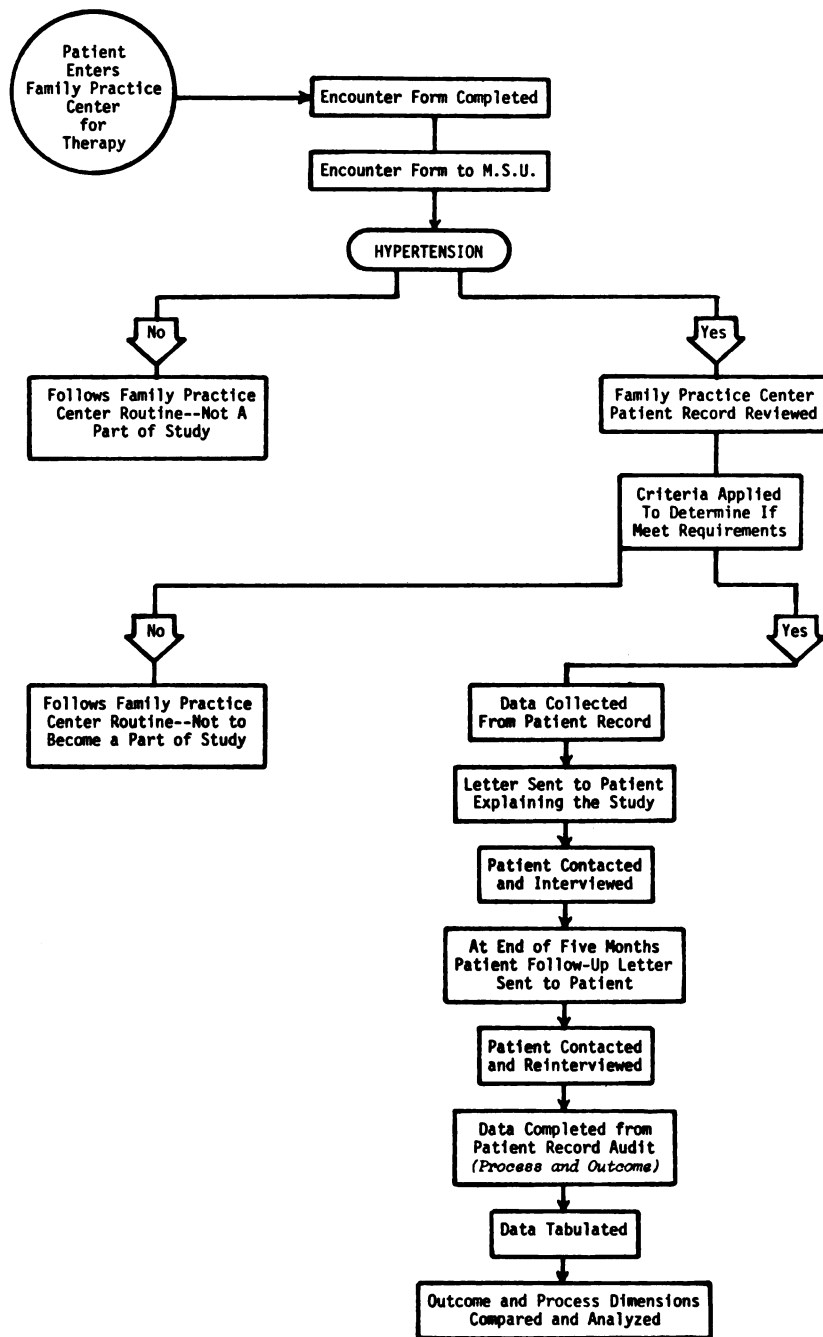 Patient
Enters
Family Practice
Center
for
Therapy
Encounter Form Completed
Encounter Form to M.S.U.
HYPERTENSION
No
Yes
Follows Family Practice
Center Routine--Not A
Part of Study
Family Practice Center
Patient Record Reviewed
Criteria Applied
To Determine If
Meet Requirements
No
Yes
Follows Family Practice
Center Routine--Not to
Become a Part of Study
Data Collected
From Patient Record
Letter Sent to Patient
Explaining the Study
Patient Contacted
and Interviewed
At End of Five Months
Patient Follow-Up Letter
Sent to Patient
Patient Contacted
and Reinterviewed
Data Completed from
Patient Record Audit
(Process and Outcome)
Data Tabulated
Outcome and Process Dimensions
Compared and Analyzed